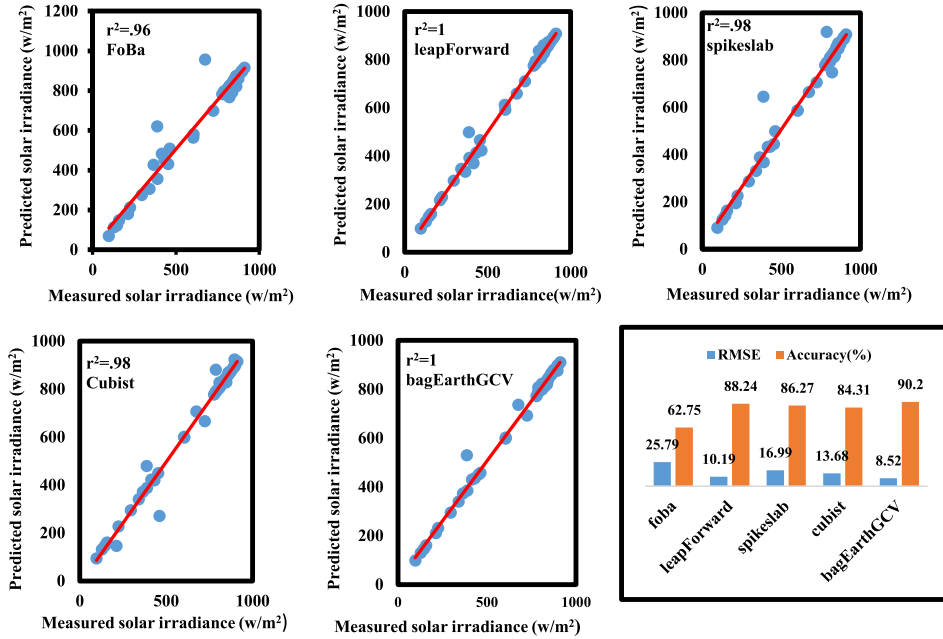 r²=.96
FoBa
Predicted solar irradiance (w/m²)
1200
1000
800
600
400
200
0
0 500 1000
Measured solar irradiance (w/m²)
r²=1
leapForward
Predicted solar irradiance (w/m²)
1000
800
600
400
200
0
0 500 1000
Measured solar irradiance(w/m²)
r²=.98
spikeslab
Predicted solar irradiance (w/m²)
1000
800
600
400
200
0
0 500 1000
Measured solar irradiance (w/m²)
r²=.98
Cubist
Predicted solar irradiance (w/m²)
1000
800
600
400
200
0
0 500 1000
Measured solar irradiance (w/m²)
r²=1
bagEarthGCV
Predicted solar irradiance (w/m²)
1000
800
600
400
200
0
0 500 1000
Measured solar irradiance (w/m²)
RMSE Accuracy(%)
25.79 62.75 10.19 88.24 16.99 86.27 13.68 84.31 8.52 90.2
foba leapForward spikeslab cubist bagEarthGCV